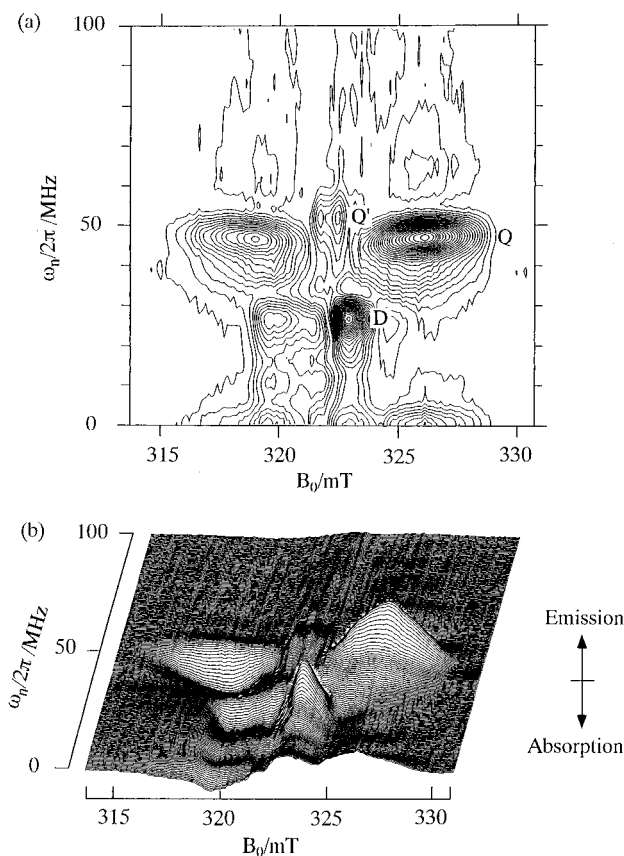 (a)
100
50
0
ω_n/2π /MHz
Q'
Q
D
315
320
325
330
B_0/mT
(b)
100
50
0
ω_n/2π /MHz
Emission
Absorption
315
320
325
330
B_0/mT